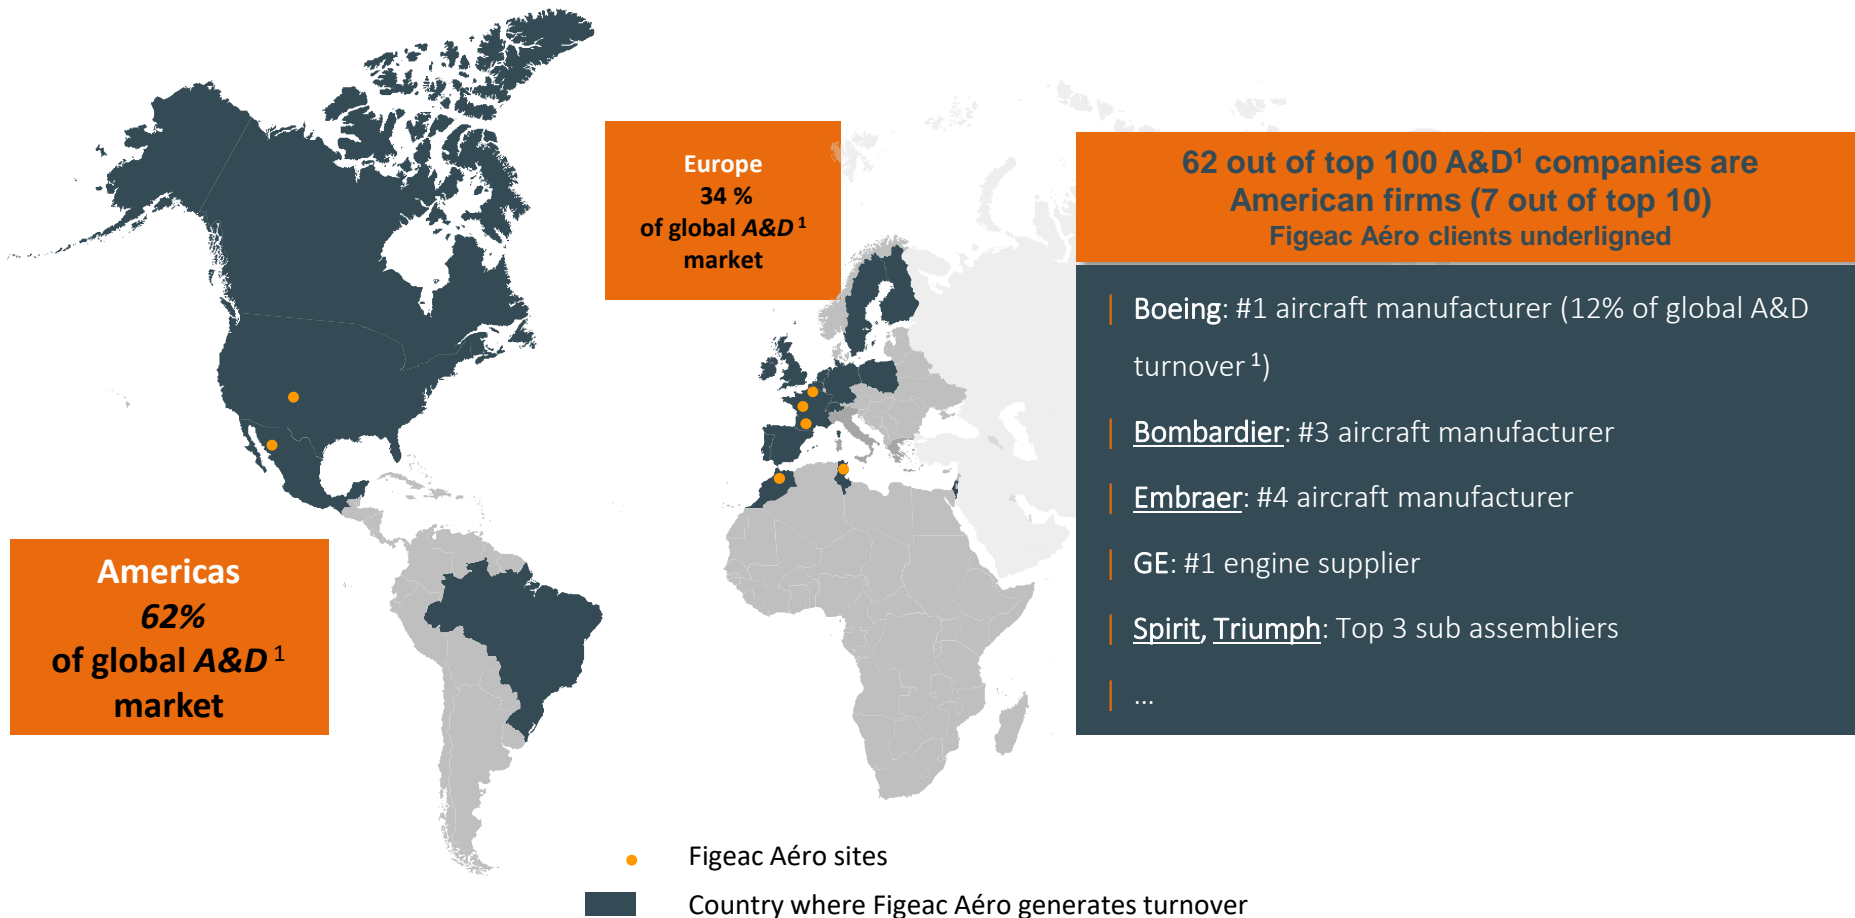 Europe
34 %
of global A&D 1
market
62 out of top 100 A&D1 companies are
American firms (7 out of top 10)
Figeac Aéro clients underligned
Boeing: #1 aircraft manufacturer (12% of global A&D
turnover 1)
Bombardier: #3 aircraft manufacturer
Embraer: #4 aircraft manufacturer
GE: #1 engine supplier
Spirit, Triumph: Top 3 sub assembliers
...
Americas
62%
of global A&D 1
market
Figeac Aéro sites
Country where Figeac Aéro generates turnover